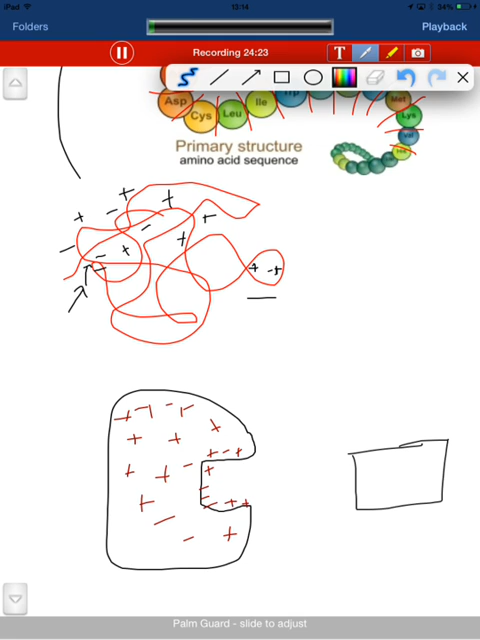 iPad
13:14
34%
Folders
Playback
Recording 24:23
T
Asp
Cys
Leu
Ile
Met
Lys
Val
Primary structure
amino acid sequence
Palm Guard - slide to adjust